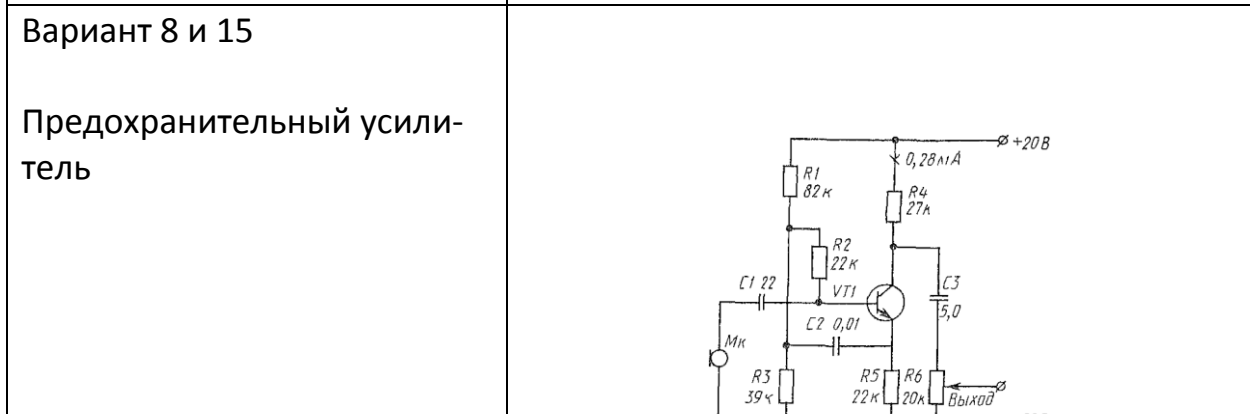 Вариант 8 и 15
Предохранительный усили-
тель
+20В
0,28мА
R1
82к
R4
27к
R2
22к
C1 22
VT1
C3
5,0
C2 0,01
Мк
R3
39к
R5
22к
R6
20к
Выход